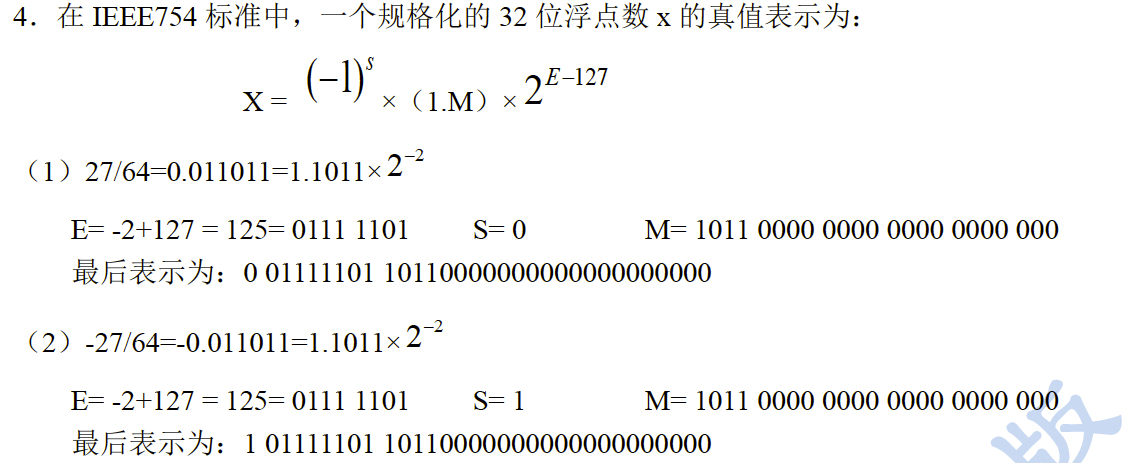 4．在 IEEE754 标准中，一个规格化的 32 位浮点数 x 的真值表示为：
X = (−1)^s ×（1.M）× 2^{E−127}
（1）27/64=0.011011=1.1011× 2^{−2}
E= -2+127 = 125= 0111 1101 S= 0 M= 1011 0000 0000 0000 0000 000
最后表示为：0 01111101 10110000000000000000000
（2）-27/64=-0.011011=1.1011× 2^{−2}
E= -2+127 = 125= 0111 1101 S= 1 M= 1011 0000 0000 0000 0000 000
最后表示为：1 01111101 10110000000000000000000
版